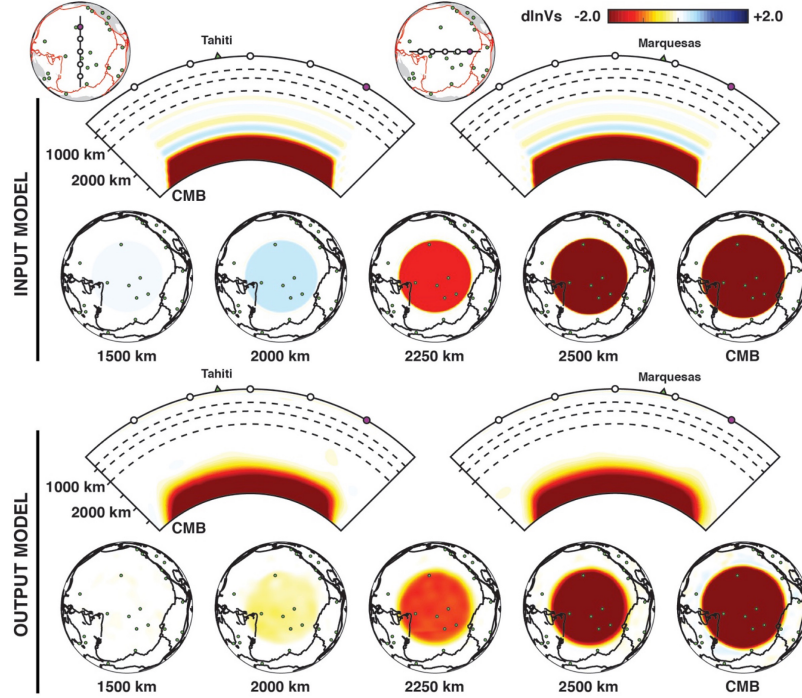 dlnVs -2.0 +2.0
Tahiti
Marquesas
INPUT MODEL
1000 km
2000 km
CMB
1500 km 2000 km 2250 km 2500 km CMB
Tahiti
Marquesas
OUTPUT MODEL
1000 km
2000 km
CMB
1500 km 2000 km 2250 km 2500 km CMB